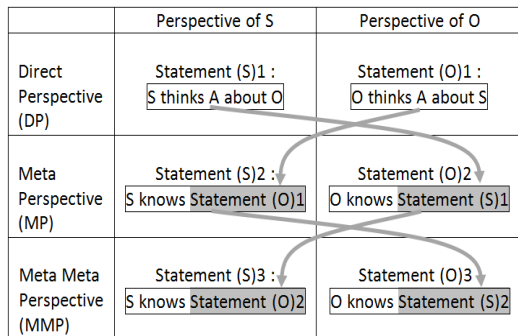 Perspective of S Perspective of O
Direct Statement (S)1 : Statement (O)1 :
Perspective S thinks A about O O thinks A about S
(DP)
Meta Statement (S)2 : Statement (O)2
Perspective S knows Statement (O)1 O knows Statement (S)1
(MP)
Meta Meta Statement (S)3 : Statement (O)3
Perspective S knows Statement (O)2 O knows Statement (S)2
(MMP)